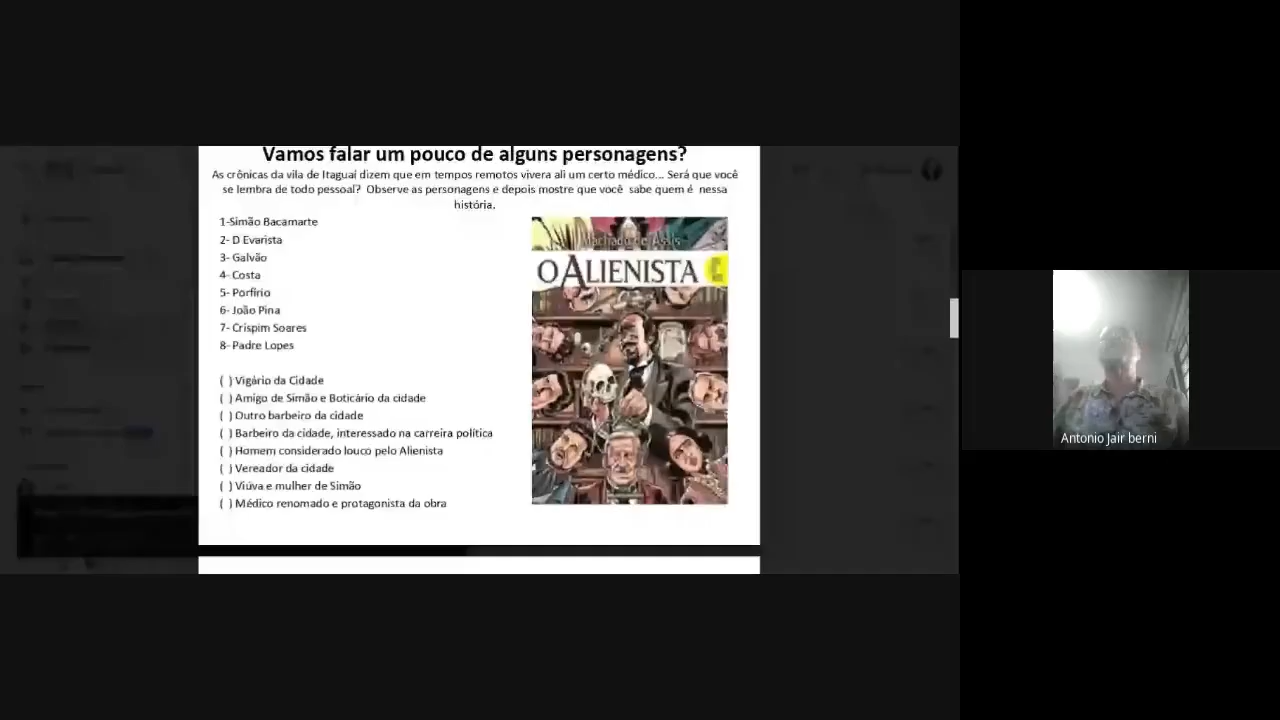 Vamos falar um pouco de alguns personagens?
As crônicas da vila de Itaguaí dizem que em tempos remotos vivera ali um certo médico... Será que você
se lembra de todo pessoal? Observe as personagens e depois mostre que você sabe quem é nessa
história.
1-Simão Bacamarte
2- D Evarista
3- Galvão
4- Costa
5- Porfírio
6- João Pina
7- Crispim Soares
8- Padre Lopes
( ) Vigário da Cidade
( ) Amigo de Simão e Boticário da cidade
( ) Outro barbeiro da cidade
( ) Barbeiro da cidade, interessado na carreira política
( ) Homem considerado louco pelo Alienista
( ) Vereador da cidade
( ) Viúva e mulher de Simão
( ) Médico renomado e protagonista da obra
Machado de Assis
O ALIENISTA
Antonio Jair berni